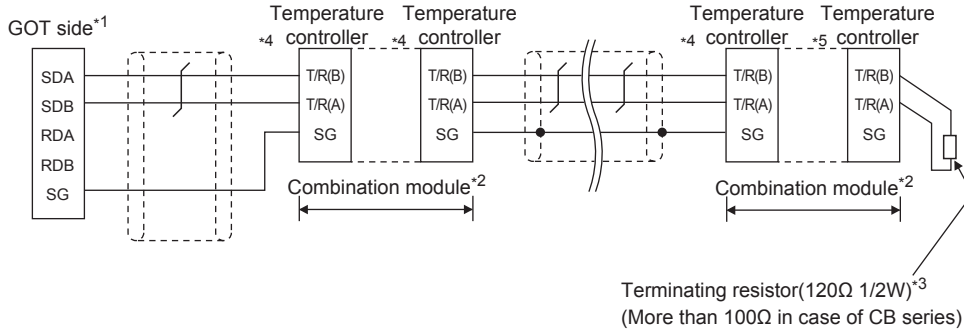 GOT side*1
SDA
SDB
RDA
RDB
SG
Temperature
*4 controller
T/R(B)
T/R(A)
SG
Temperature
*4 controller
T/R(B)
T/R(A)
SG
Combination module*2
Temperature
*4 controller
T/R(B)
T/R(A)
SG
Temperature
*5 controller
T/R(B)
T/R(A)
SG
Combination module*2
Terminating resistor(120Ω 1/2W)*3
(More than 100Ω in case of CB series)